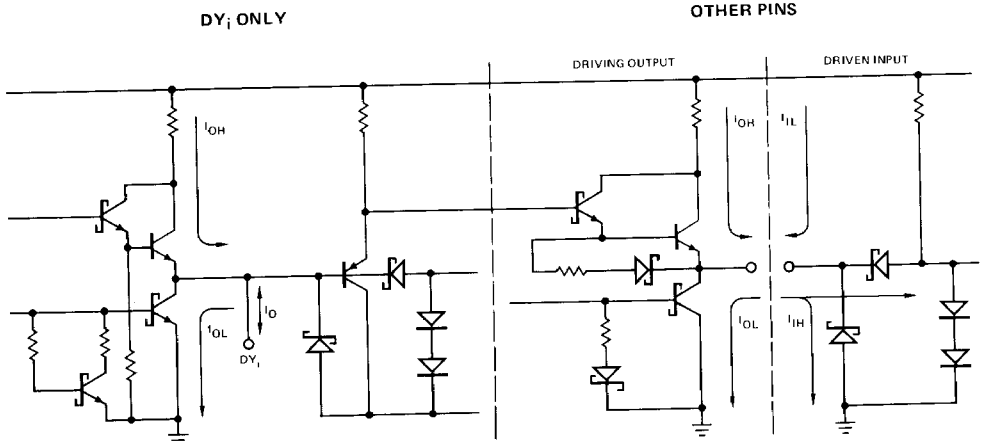 DYi ONLY
OTHER PINS
DRIVING OUTPUT
DRIVEN INPUT
IOH
IOH
IIL
IOL
IO
DYi
IOL
IIH